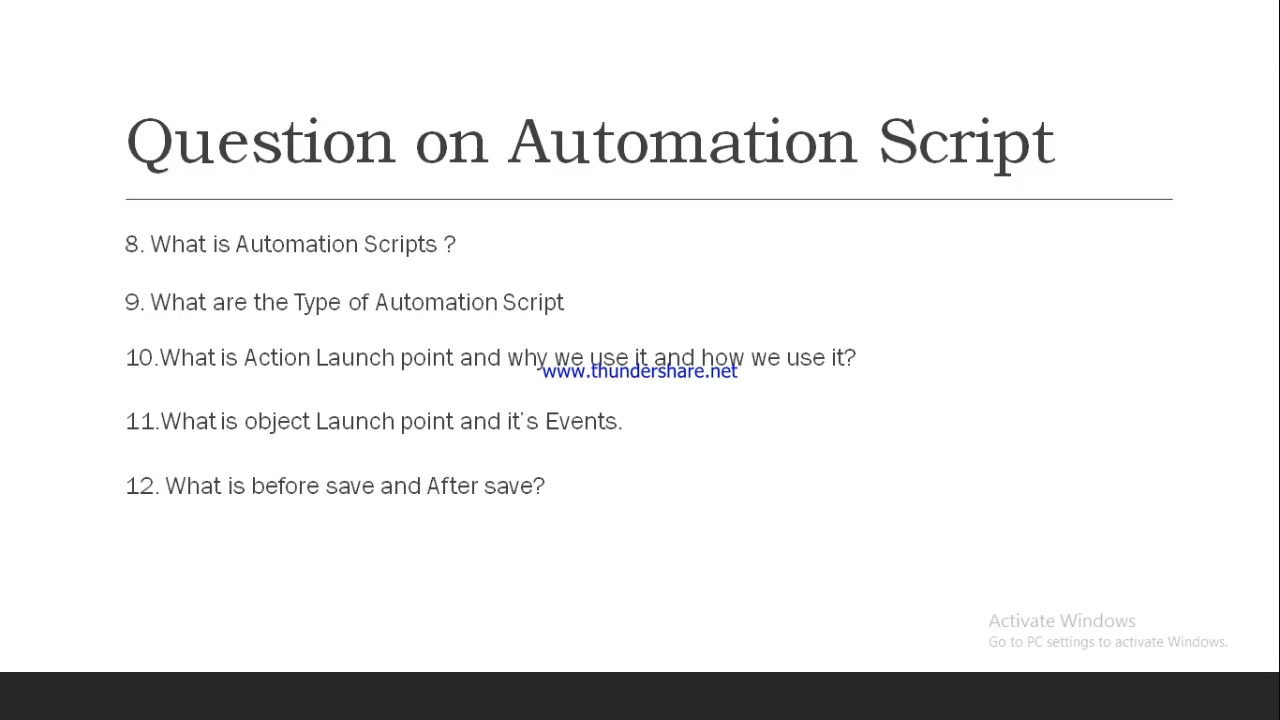 Question on Automation Script
8. What is Automation Scripts ?
9. What are the Type of Automation Script
10.What is Action Launch point and why we use it and how we use it?
www.thundershare.net
11.What is object Launch point and it's Events.
12. What is before save and After save?
Activate Windows
Go to PC settings to activate Windows.